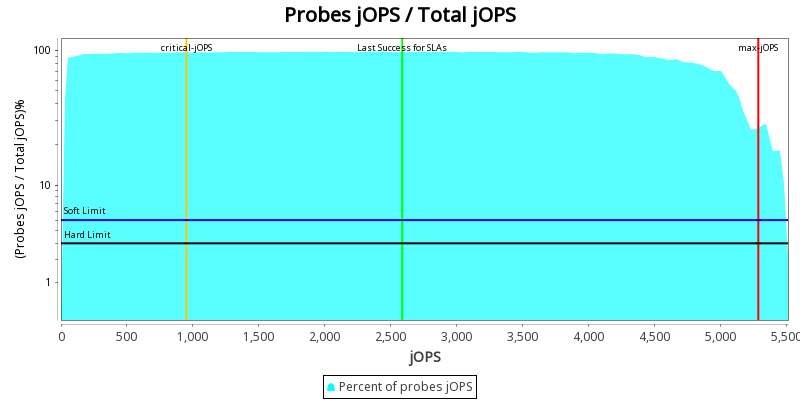 Probes jOPS / Total jOPS
(Probes jOPS / Total jOPS)%
100
10
1
critical-jOPS
Last Success for SLAs
max-jOPS
Soft Limit
Hard Limit
0
500
1,000
1,500
2,000
2,500
3,000
3,500
4,000
4,500
5,000
5,500
jOPS
Percent of probes jOPS